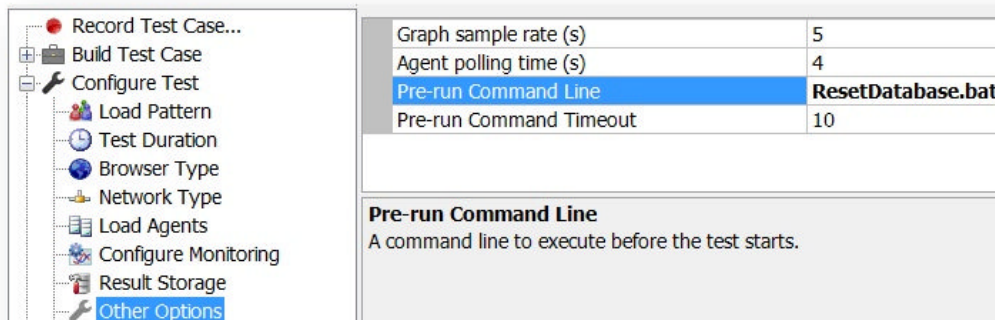 Record Test Case...
Build Test Case
Configure Test
Load Pattern
Test Duration
Browser Type
Network Type
Load Agents
Configure Monitoring
Result Storage
Other Options
Graph sample rate (s) 5
Agent polling time (s) 4
Pre-run Command Line ResetDatabase.bat
Pre-run Command Timeout 10
Pre-run Command Line
A command line to execute before the test starts.